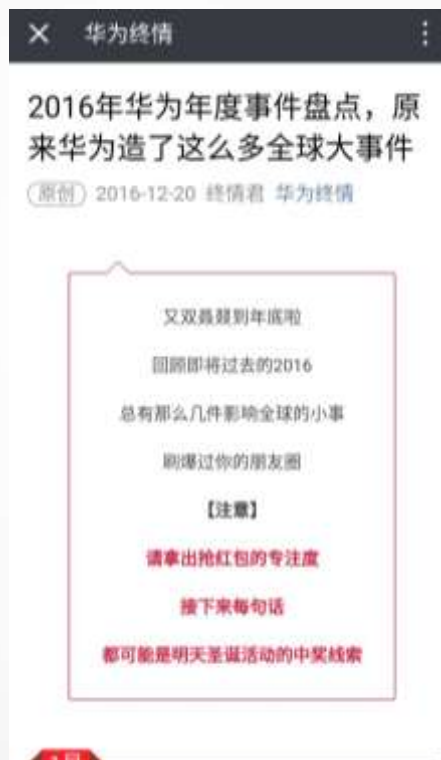 华为终情
2016年华为年度事件盘点，原
来华为造了这么多全球大事件
原创 2016-12-20 终情君 华为终情
又双叒叕到年底啦
回顾即将过去的2016
总有那么几件影响全球的小事
刷爆过你的朋友圈
【注意】
请拿出抢红包的专注度
接下来每句话
都可能是明天圣诞活动的中奖线索